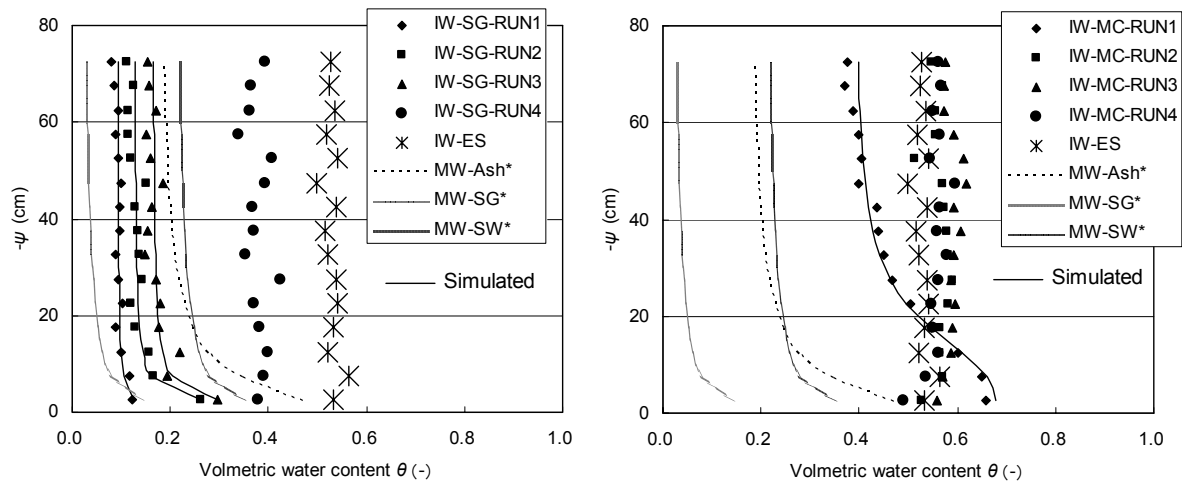 80
60
40
20
0
-ψ (cm)
0.0 0.2 0.4 0.6 0.8 1.0
Volmetric water content θ (-)
IW-SG-RUN1
IW-SG-RUN2
IW-SG-RUN3
IW-SG-RUN4
IW-ES
MW-Ash*
MW-SG*
MW-SW*
Simulated
80
60
40
20
0
-ψ (cm)
0.0 0.2 0.4 0.6 0.8 1.0
Volmetric water content θ (-)
IW-MC-RUN1
IW-MC-RUN2
IW-MC-RUN3
IW-MC-RUN4
IW-ES
MW-Ash*
MW-SG*
MW-SW*
Simulated